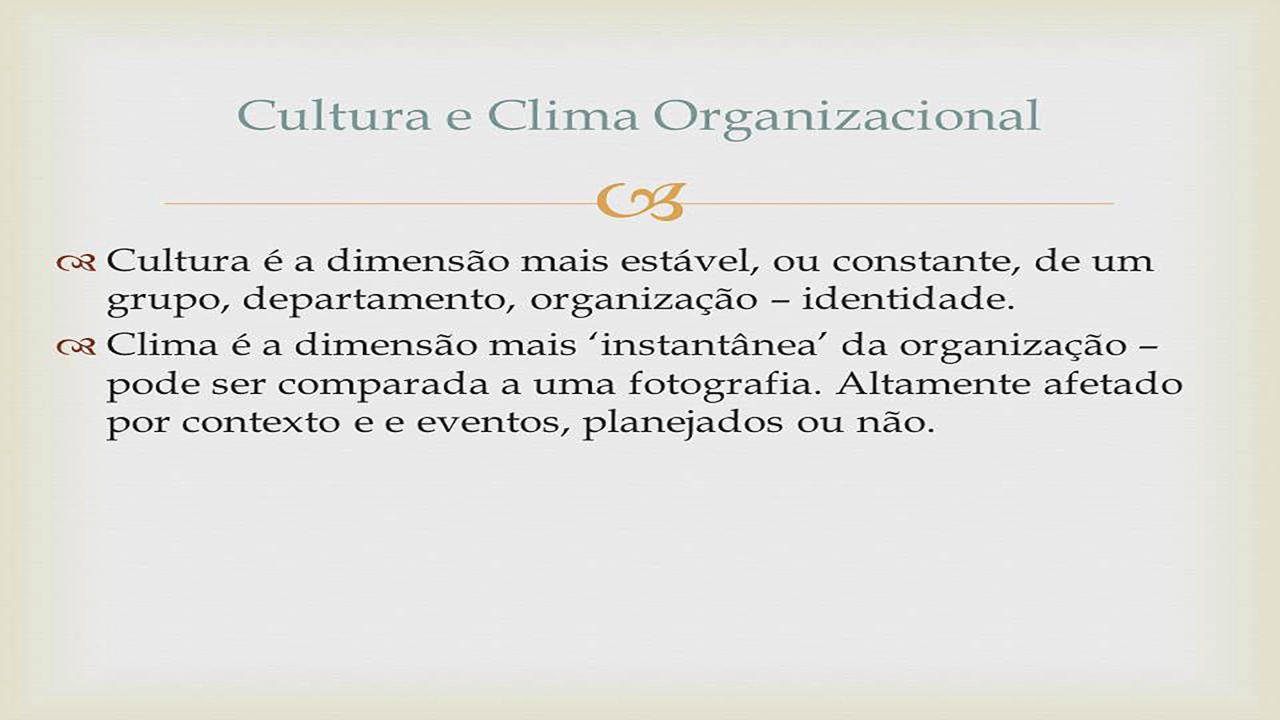 Cultura e Clima Organizacional
Cultura é a dimensão mais estável, ou constante, de um
grupo, departamento, organização – identidade.
Clima é a dimensão mais ‘instantânea’ da organização –
pode ser comparada a uma fotografia. Altamente afetado
por contexto e e eventos, planejados ou não.